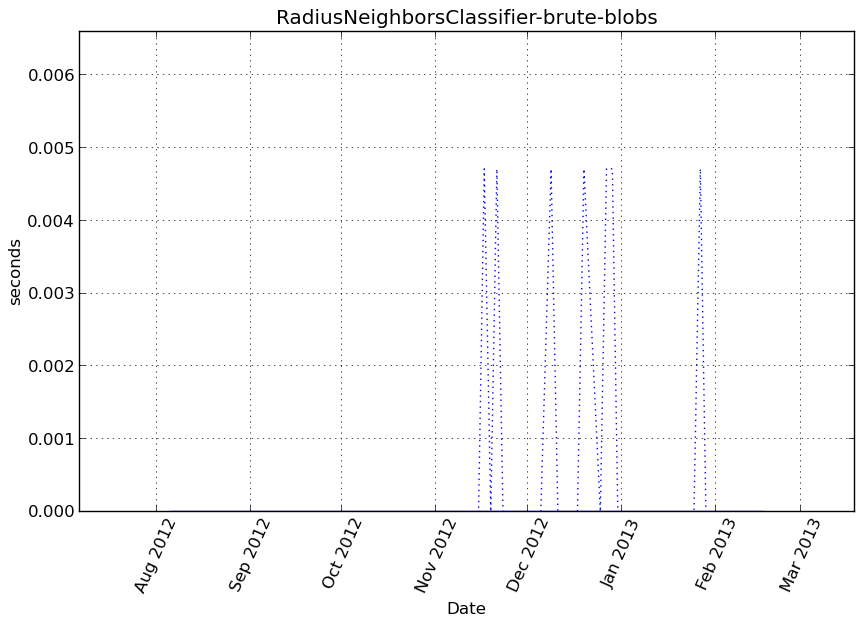 RadiusNeighborsClassifier-brute-blobs
0.006
0.005
0.004
0.003
0.002
0.001
0.000
seconds
Aug 2012
Sep 2012
Oct 2012
Nov 2012
Dec 2012
Jan 2013
Feb 2013
Mar 2013
Date